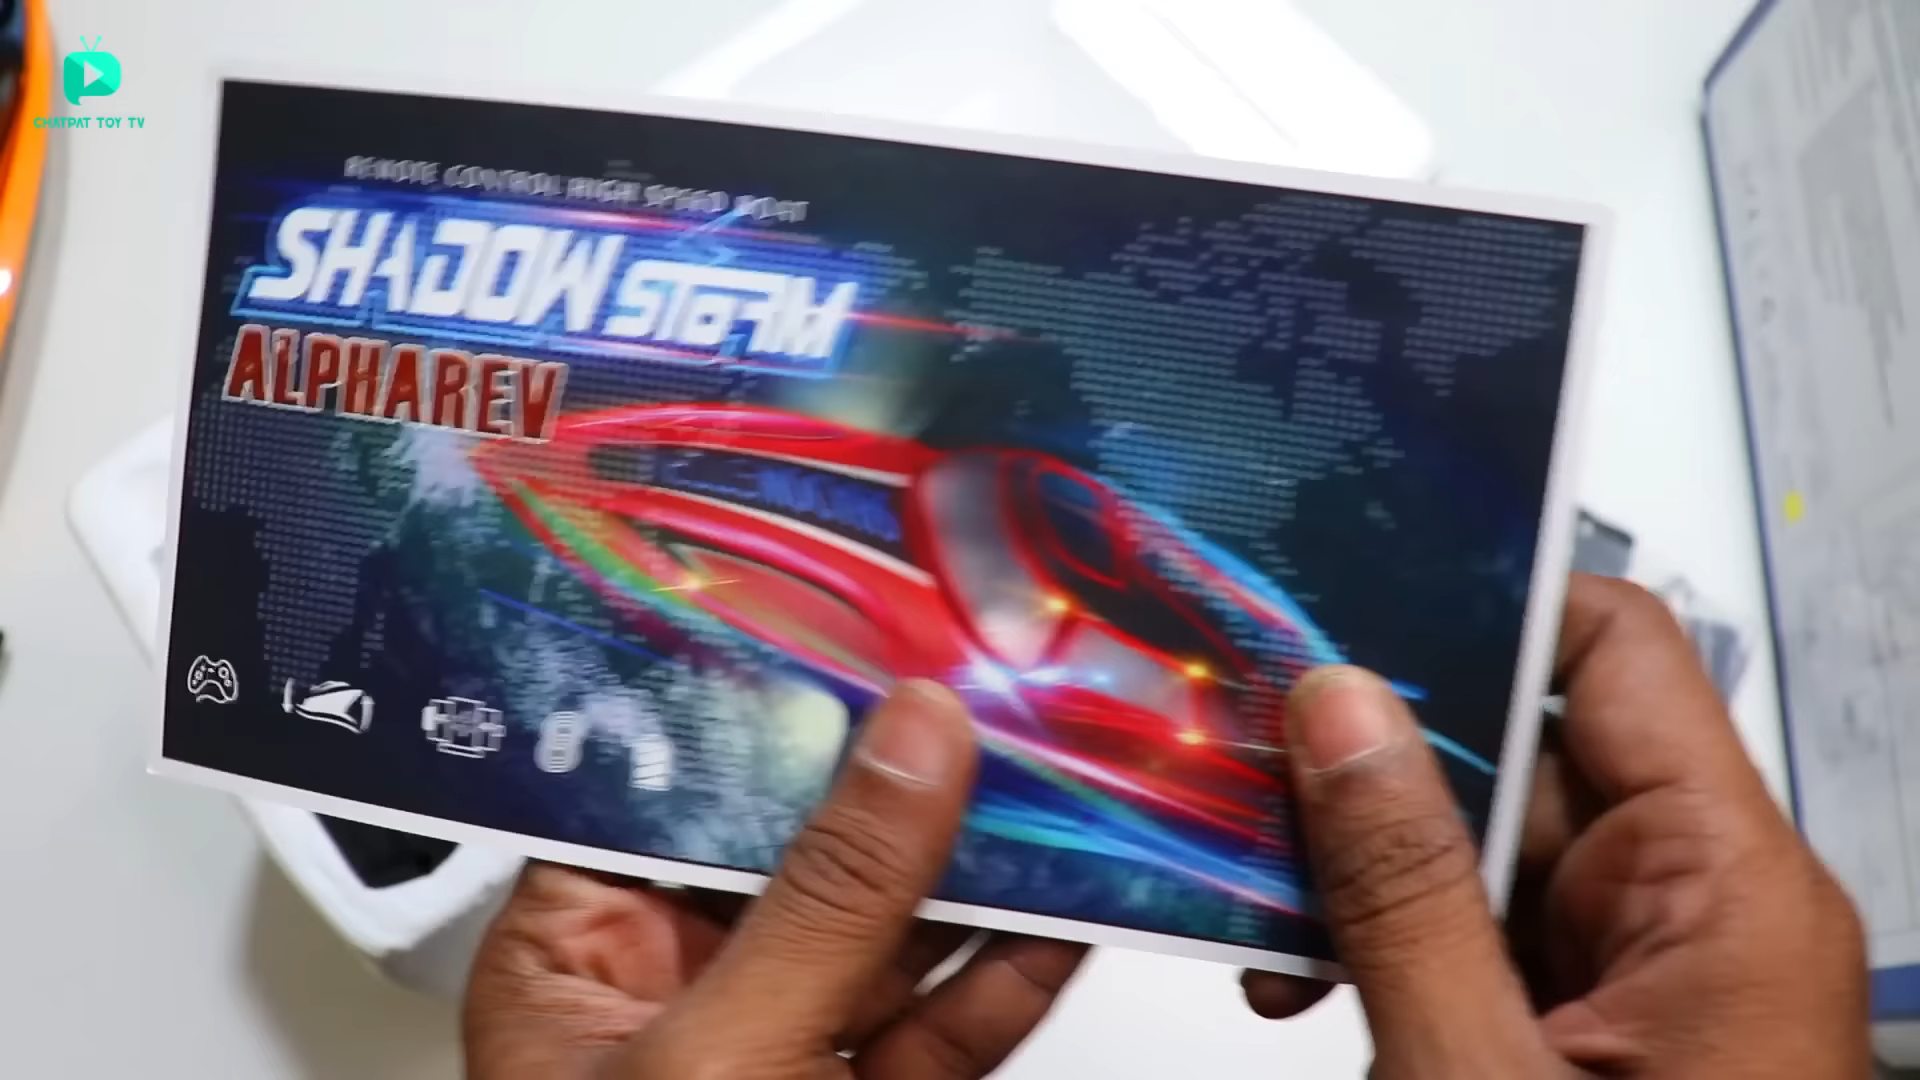 CHATPAT TOY TV
REMOTE CONTROL HIGH SPEED BOAT
SHADOW STORM
ALPHAREV